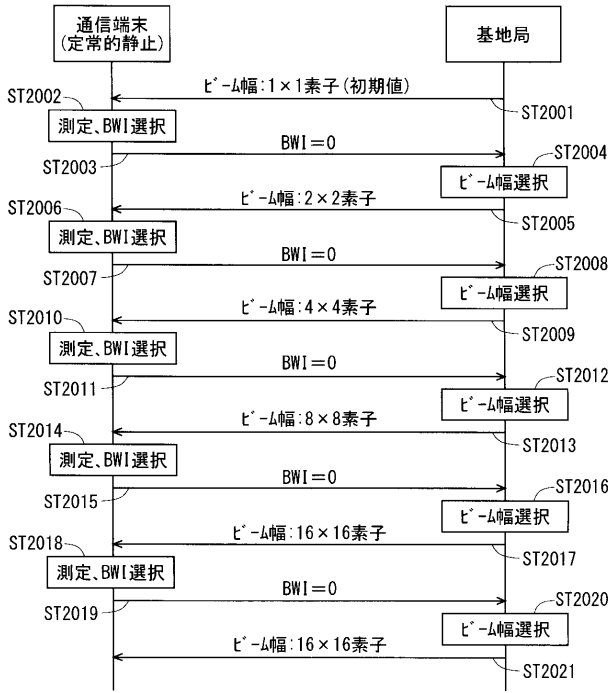 通信端末
(定常的静止)
基地局
ビーム幅:1×1素子(初期値)
ST2001
ST2002
測定、BWI選択
BWI=0
ST2003
ST2004
ビーム幅選択
ビーム幅:2×2素子
ST2005
ST2006
測定、BWI選択
BWI=0
ST2007
ST2008
ビーム幅選択
ビーム幅:4×4素子
ST2009
ST2010
測定、BWI選択
BWI=0
ST2011
ST2012
ビーム幅選択
ビーム幅:8×8素子
ST2013
ST2014
測定、BWI選択
BWI=0
ST2015
ST2016
ビーム幅選択
ビーム幅:16×16素子
ST2017
ST2018
測定、BWI選択
BWI=0
ST2019
ST2020
ビーム幅選択
ビーム幅:16×16素子
ST2021